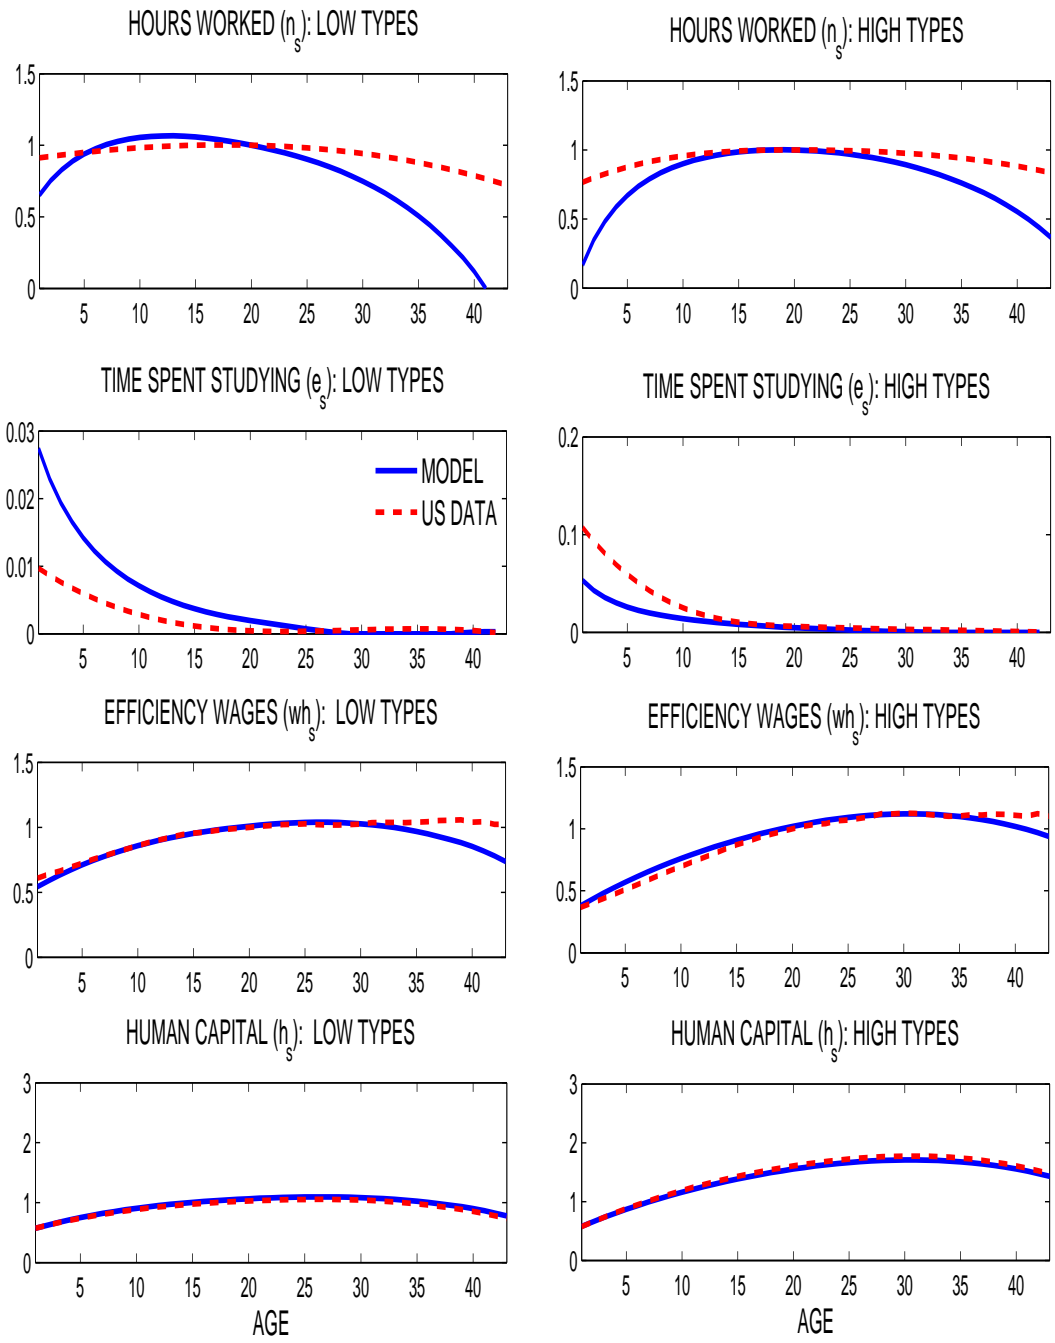 HOURS WORKED (n_s): LOW TYPES
1.5
1
0.5
0
5 10 15 20 25 30 35 40
HOURS WORKED (n_s): HIGH TYPES
1.5
1
0.5
0
5 10 15 20 25 30 35 40
TIME SPENT STUDYING (e_s): LOW TYPES
0.03
0.02
0.01
0
MODEL
US DATA
5 10 15 20 25 30 35 40
TIME SPENT STUDYING (e_s): HIGH TYPES
0.2
0.1
0
5 10 15 20 25 30 35 40
EFFICIENCY WAGES (wh_s): LOW TYPES
1.5
1
0.5
0
5 10 15 20 25 30 35 40
EFFICIENCY WAGES (wh_s): HIGH TYPES
1.5
1
0.5
0
5 10 15 20 25 30 35 40
HUMAN CAPITAL (h_s): LOW TYPES
3
2
1
0
5 10 15 20 25 30 35 40
AGE
HUMAN CAPITAL (h_s): HIGH TYPES
3
2
1
0
5 10 15 20 25 30 35 40
AGE